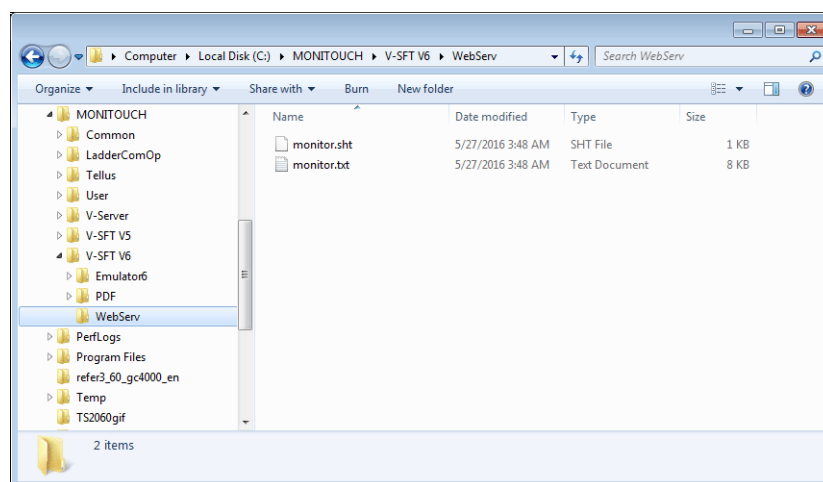 Computer Local Disk (C:) MONITOUCH V-SFT V6 WebServ Search WebServ
Organize Include in library Share with Burn New folder
MONITOUCH
Common
LadderComOp
Tellus
User
V-Server
V-SFT V5
V-SFT V6
Emulator6
PDF
WebServ
PerfLogs
Program Files
refer3_60_gc4000_en
Temp
TS2060gif
Name Date modified Type Size
monitor.sht 5/27/2016 3:48 AM SHT File 1 KB
monitor.txt 5/27/2016 3:48 AM Text Document 8 KB
2 items